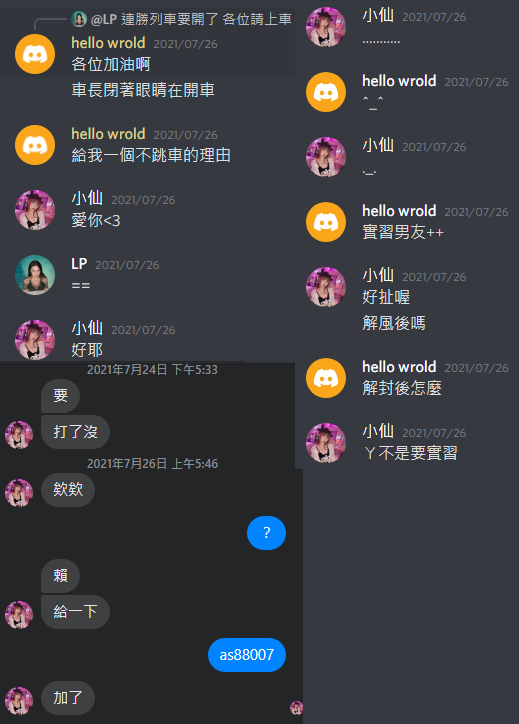 @LP 連勝列車要開了 各位請上車
hello wrold 2021/07/26
各位加油啊
車長閉著眼睛在開車
hello wrold 2021/07/26
給我一個不跳車的理由
小仙 2021/07/26
愛你<3
LP 2021/07/26
==
小仙 2021/07/26
好耶
2021年7月24日 下午5:33
要
打了沒
2021年7月26日 上午5:46
欸欸
?
賴
給一下
as88007
加了
小仙 2021/07/26
...........
hello wrold 2021/07/26
^_^
小仙 2021/07/26
._.
hello wrold 2021/07/26
實習男友++
小仙 2021/07/26
好扯喔
解風後嗎
hello wrold 2021/07/26
解封後怎麼
小仙 2021/07/26
ㄚ不是要實習